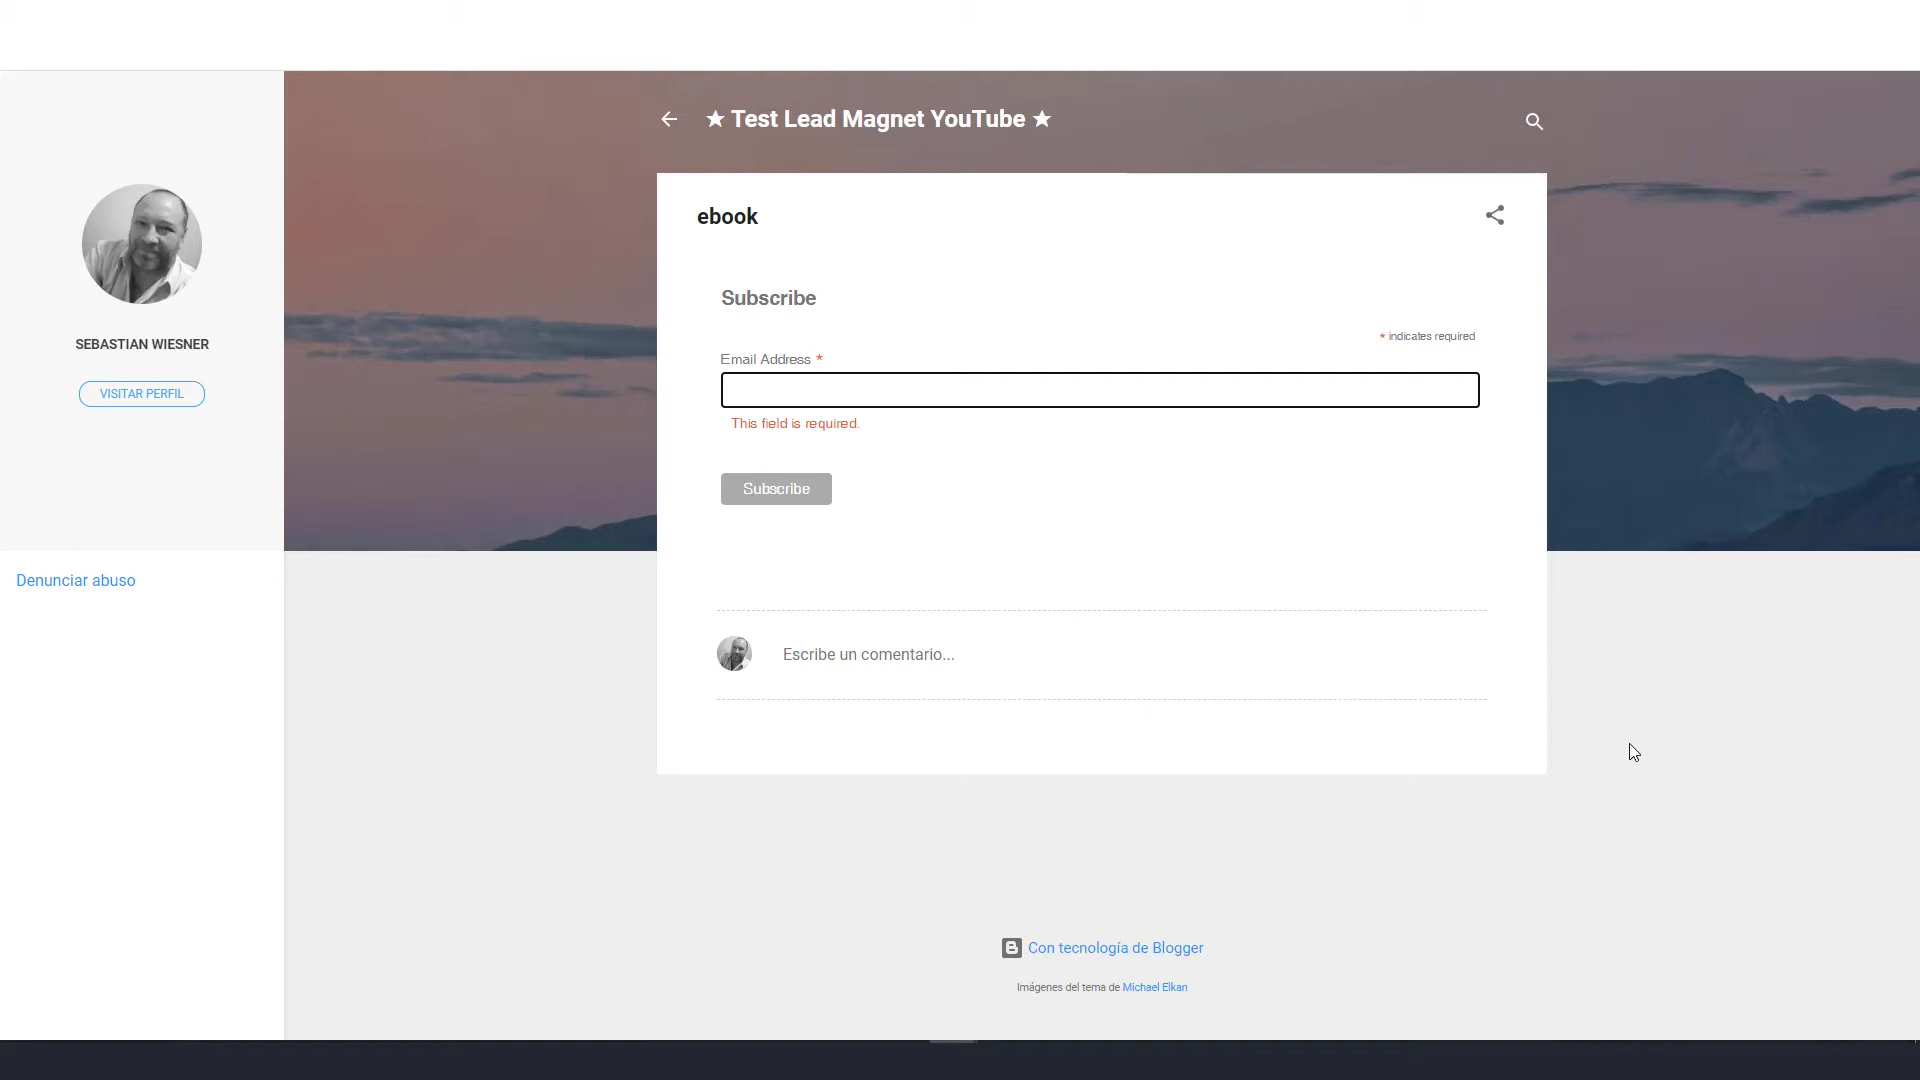 ★ Test Lead Magnet YouTube ★
SEBASTIAN WIESNER
VISITAR PERFIL
Denunciar abuso
ebook
Subscribe
* indicates required
Email Address *
This field is required.
Subscribe
Escribe un comentario...
Con tecnología de Blogger
Imágenes del tema de Michael Elkan